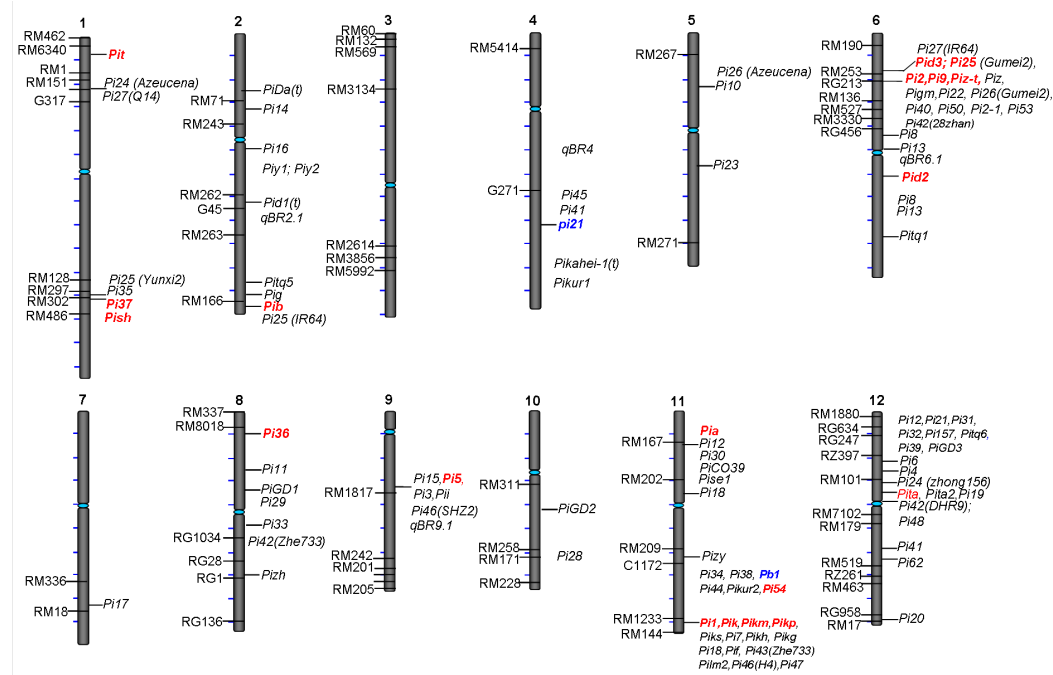 1
RM462
RM6340
Pit
RM1
RM151
Pi24 (Azeucena)
G317
Pi27(Q14)
RM128
Pi25 (Yunxi2)
RM297
Pi35
RM302
Pi37
RM486
Pish
2
PiDa(t)
RM71
Pi14
RM243
Pi16
Piy1; Piy2
RM262
Pid1(t)
G45
qBR2.1
RM263
Pitq5
Pig
RM166
Pib
Pi25 (IR64)
3
RM60
RM132
RM569
RM3134
RM2614
RM3856
RM5992
4
RM5414
qBR4
G271
Pi45
Pi41
pi21
Pikahei-1(t)
Pikur1
5
RM267
Pi26 (Azeucena)
Pi10
Pi23
RM271
6
RM190
Pi27(IR64)
Pid3; Pi25 (Gumei2),
RM253
RG213
Pi2,Pi9,Piz-t, Piz,
RM136
Pigm,Pi22, Pi26(Gumei2),
RM527
Pi40, Pi50, Pi2-1, Pi53
RM3330
Pi42(28zhan)
RG456
Pi8
Pi13
qBR6.1
Pid2
Pi8
Pi13
Pitq1
7
RM336
Pi17
RM18
8
RM337
RM8018
Pi36
Pi11
PiGD1
Pi29
Pi33
RG1034
Pi42(Zhe733)
RG28
RG1
Pizh
RG136
9
Pi15,Pi5,
RM1817
Pi3,Pii
Pi46(SHZ2)
qBR9.1
RM242
RM201
RM205
10
RM311
PiGD2
RM258
RM171
Pi28
RM228
11
Pia
RM167
Pi12
Pi30
PiCO39
RM202
Pise1
Pi18
RM209
Pizy
C1172
Pi34, Pi38, Pb1
Pi44,Pikur2,Pi54
RM1233
Pi1,Pik,Pikm,Pikp,
RM144
Piks,Pi7,Pikh, Pikg
Pi18,Pif, Pi43(Zhe733)
Pilm2,Pi46(H4),Pi47
12
RM1880
Pi12,Pi21,Pi31,
RG634
Pi32,Pi157, Pitq6,
RG247
Pi39, PiGD3
RZ397
Pi6
Pi4
RM101
Pi24 (zhong156)
Pita, Pita2,Pi19
Pi42(DHR9);
RM7102
Pi48
RM179
Pi41
RM519
Pi62
RZ261
RM463
RG958
Pi20
RM17